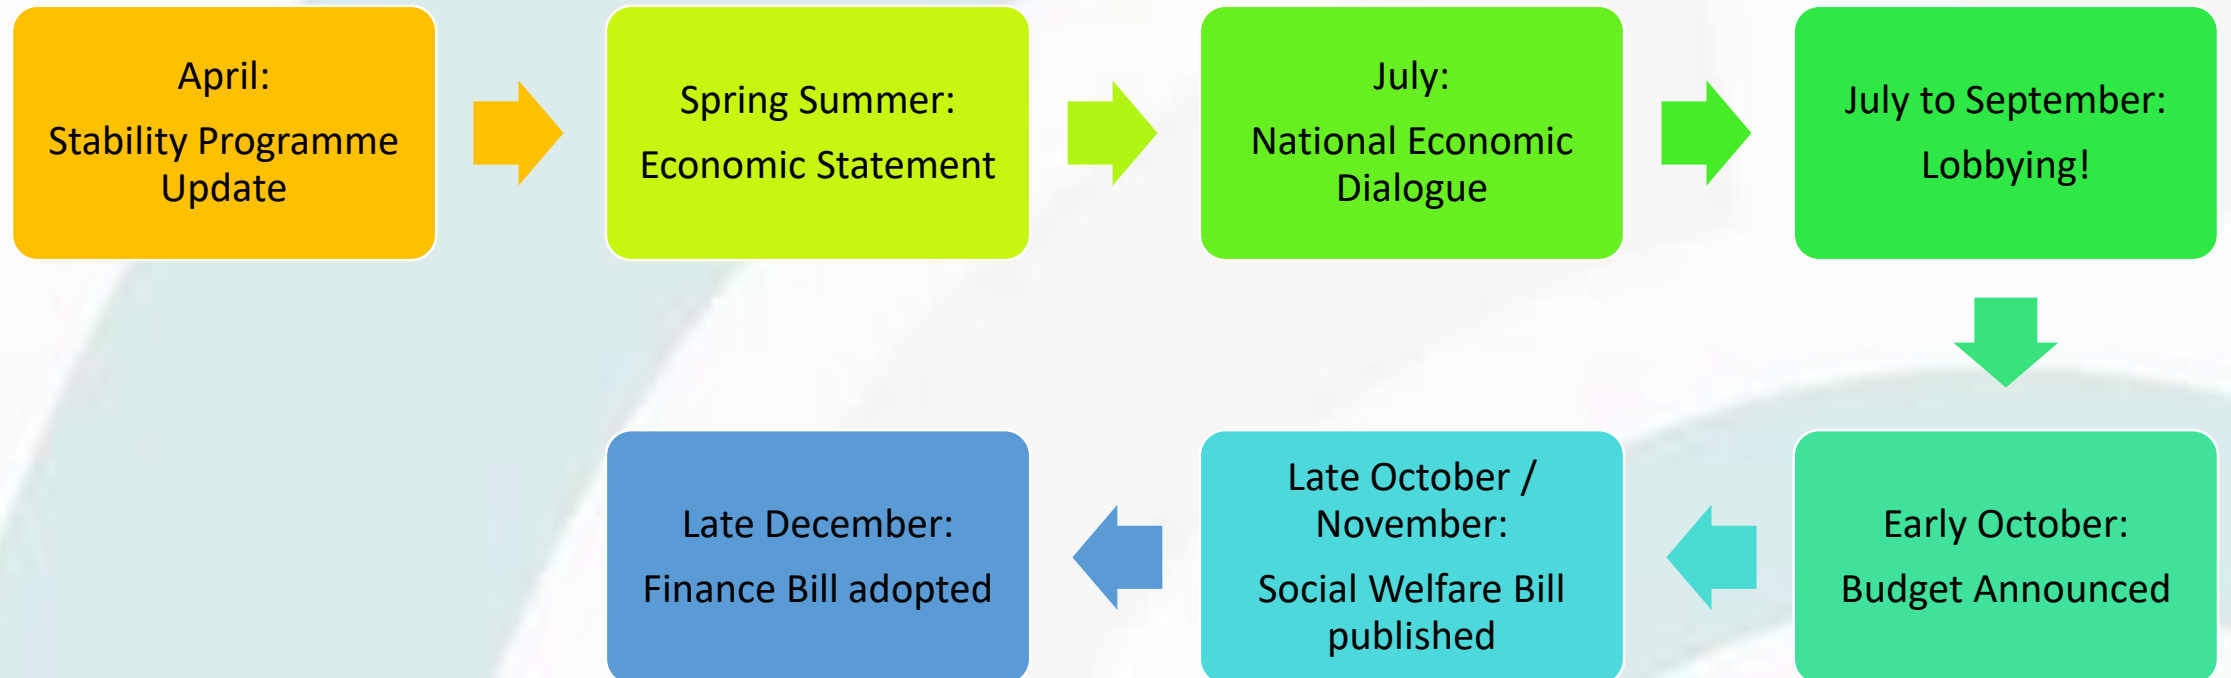 April:
Stability Programme
Update
Spring Summer:
Economic Statement
July:
National Economic
Dialogue
July to September:
Lobbying!
Early October:
Budget Announced
Late October /
November:
Social Welfare Bill
published
Late December:
Finance Bill adopted